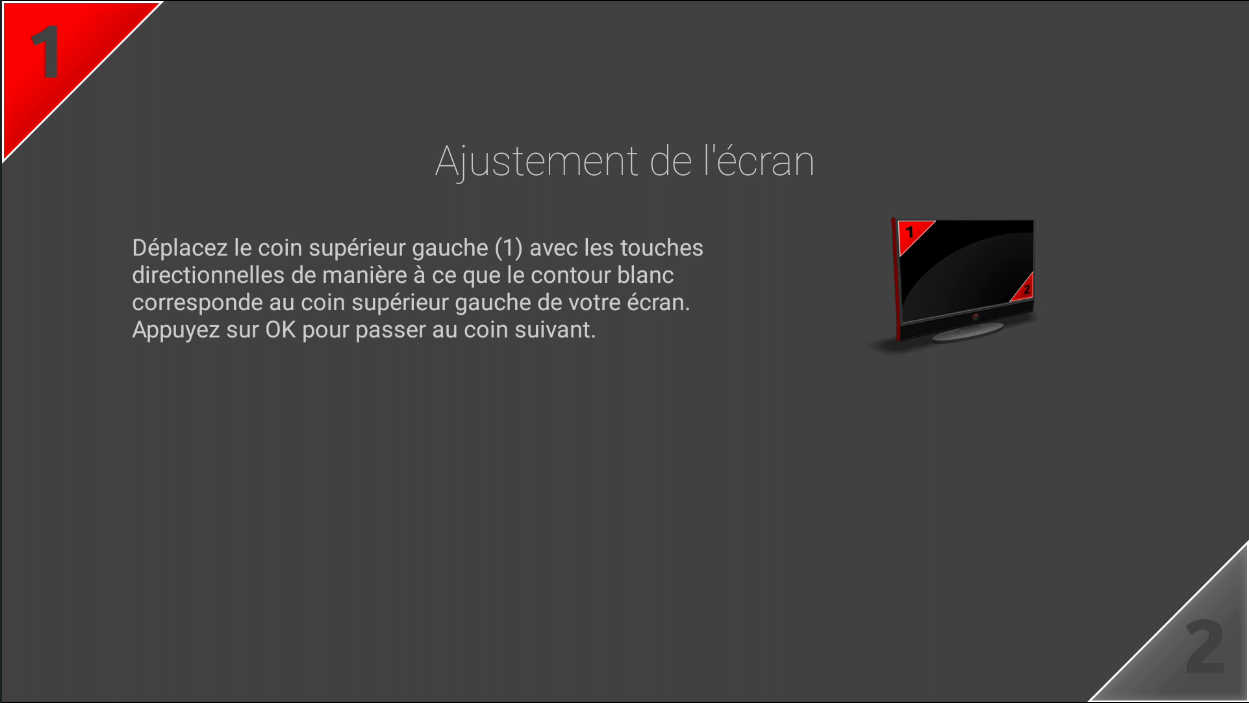 1
Ajustement de l'écran
Déplacez le coin supérieur gauche (1) avec les touches
directionnelles de manière à ce que le contour blanc
corresponde au coin supérieur gauche de votre écran.
Appuyez sur OK pour passer au coin suivant.
1
2
2